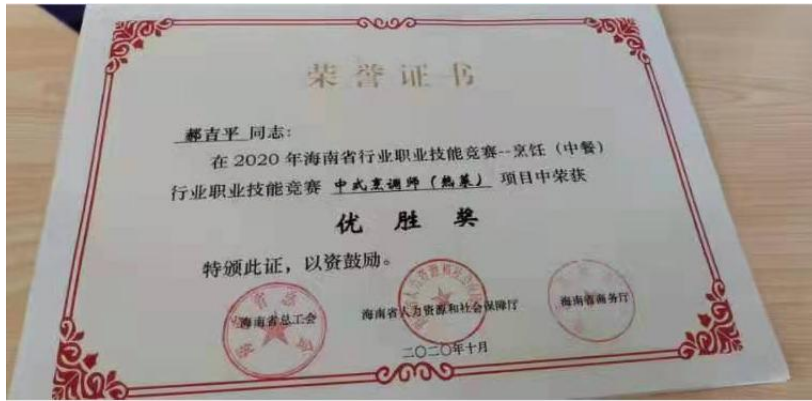 荣誉证书
郝吉平 同志：
在 2020 年海南省行业职业技能竞赛--烹饪（中餐）
行业职业技能竞赛 中式烹调师（热菜） 项目中荣获
优胜奖
特颁此证，以资鼓励。
海南省总工会 海南省人力资源和社会保障厅 海南省商务厅
二〇二〇年十月